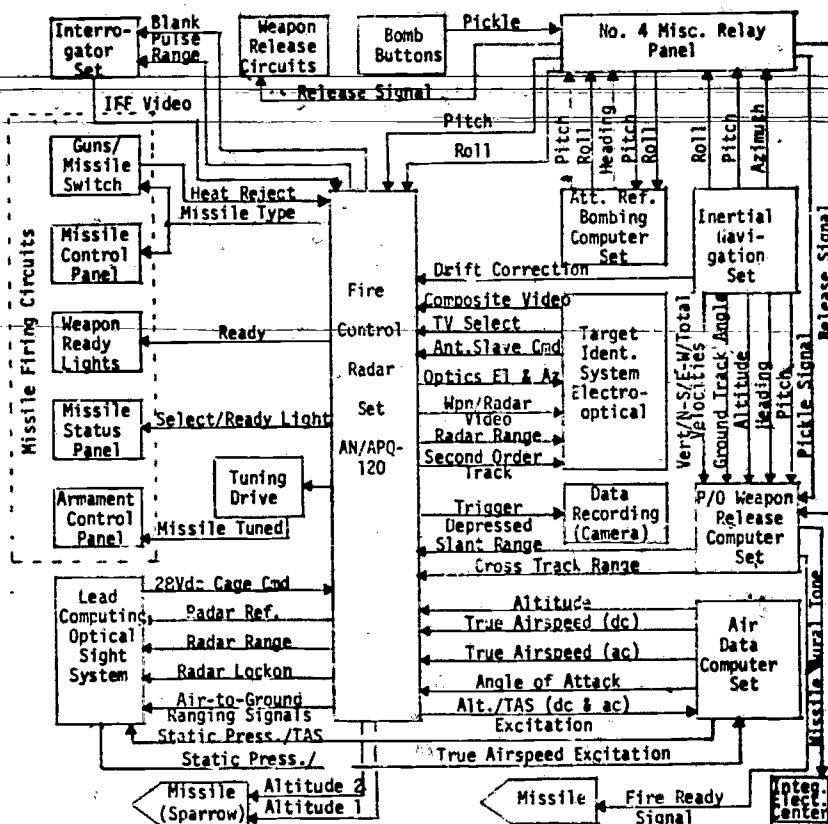 Interro-
gator
Set
Blank
Pulse
Range
Weapon
Release
Circuits
Bomb
Buttons
Pickle
No. 4 Misc. Relay
Panel
Release Signal
IFF Video
Pitch
Roll
Pitch
Roll
Heading
Pitch
Roll
Roll
Pitch
Azimuth
Missile Firing Circuits
Guns/
Missile
Switch
Heat Reject
Missile Type
Missile
Control
Panel
Att. Ref.
Bombing
Computer
Set
Inertial
Navi-
gation
Set
Release Signal
Drift Correction
Fire
Control
Radar
Set
AN/APQ-
120
Composite Video
TV Select
Ant.Slave Cmd
Optics El & Az
Wpn/Radar
Video
Radar Range
Second Order
Track
Target
Ident.
System
Electro-
optical
Vert/N-S/E-W/Total
Velocities
Ground Track Angle
Altitude
Heading
Pitch
Pickle Signal
Weapon
Ready
Lights
Ready
Missile
Status
Panel
Select/Ready Light
Tuning
Drive
Armament
Control
Panel
Missile Tuned
Trigger
Depressed
Data
Recording
(Camera)
P/O Weapon
Release
Computer
Set
Slant Range
Cross Track Range
Lead
Computing
Optical
Sight
System
28Vdc Cage Cmd
Radar Ref.
Radar Range
Radar Lockon
Air-to-Ground
Ranging Signals
Altitude
True Airspeed (dc)
True Airspeed (ac)
Angle of Attack
Alt./TAS (dc & ac)
Excitation
Air
Data
Computer
Set
Missile Aural Tone
Static Press./TAS
Static Press./
True Airspeed Excitation
Missile
(Sparrow)
Altitude 2
Altitude 1
Missile
Fire Ready
Signal
Integ.
Elect.
Center